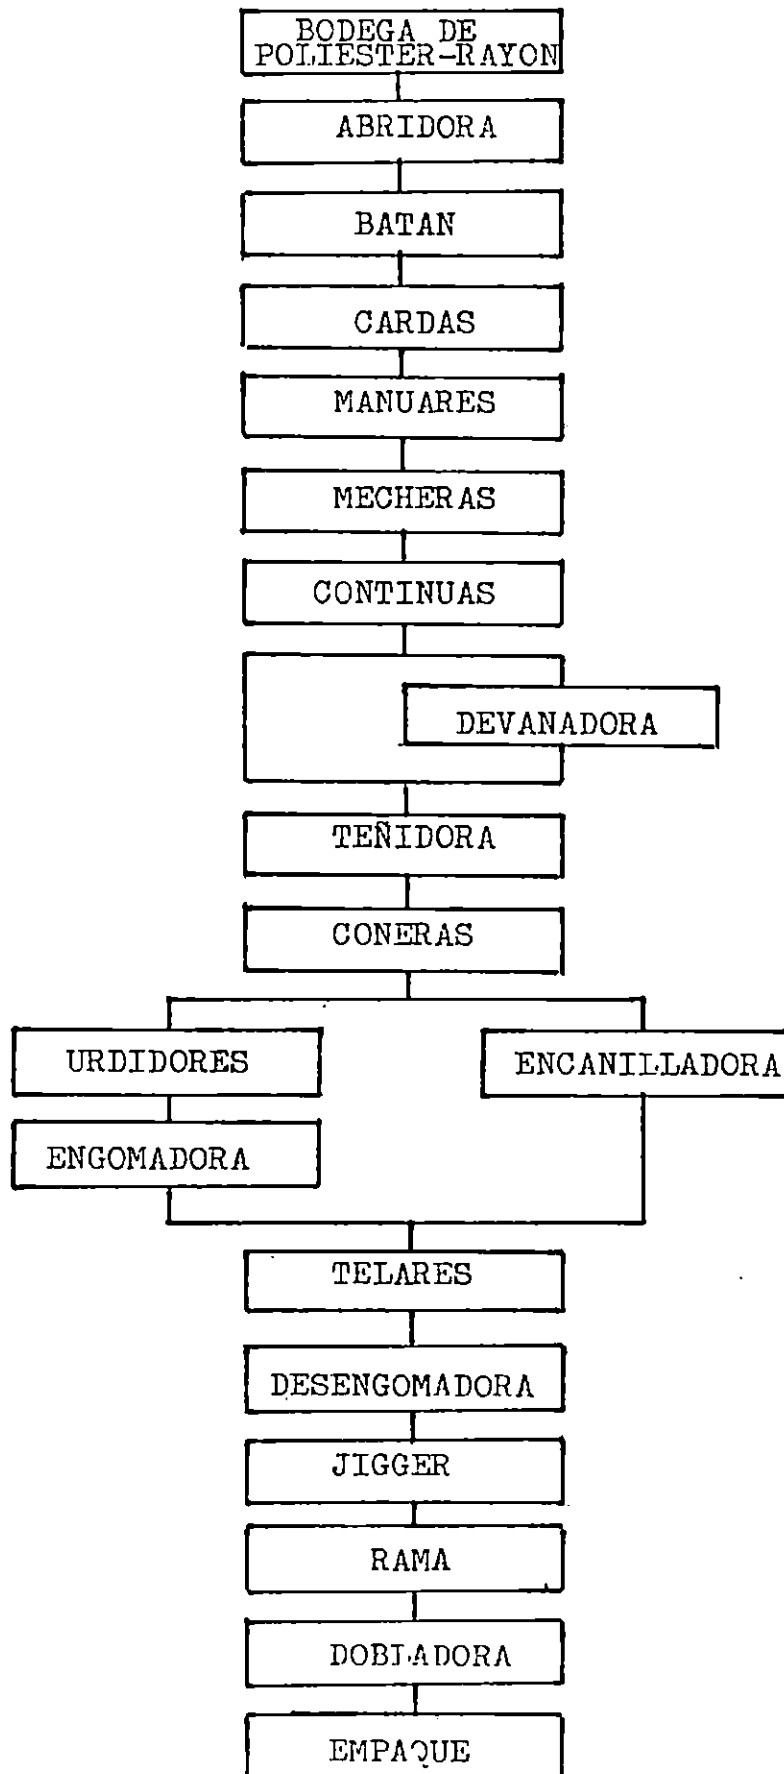 BODEGA DE
POLIESTER-RAYON
ABRIDORA
BATAN
CARDAS
MANUARES
MECHERAS
CONTINUAS
DEVANADORA
TEÑIDORA
CONERAS
URDIDORES
ENCANILLADORA
ENGOMADORA
TELARES
DESENGOMADORA
JIGGER
RAMA
DOBLADORA
EMPAQUE